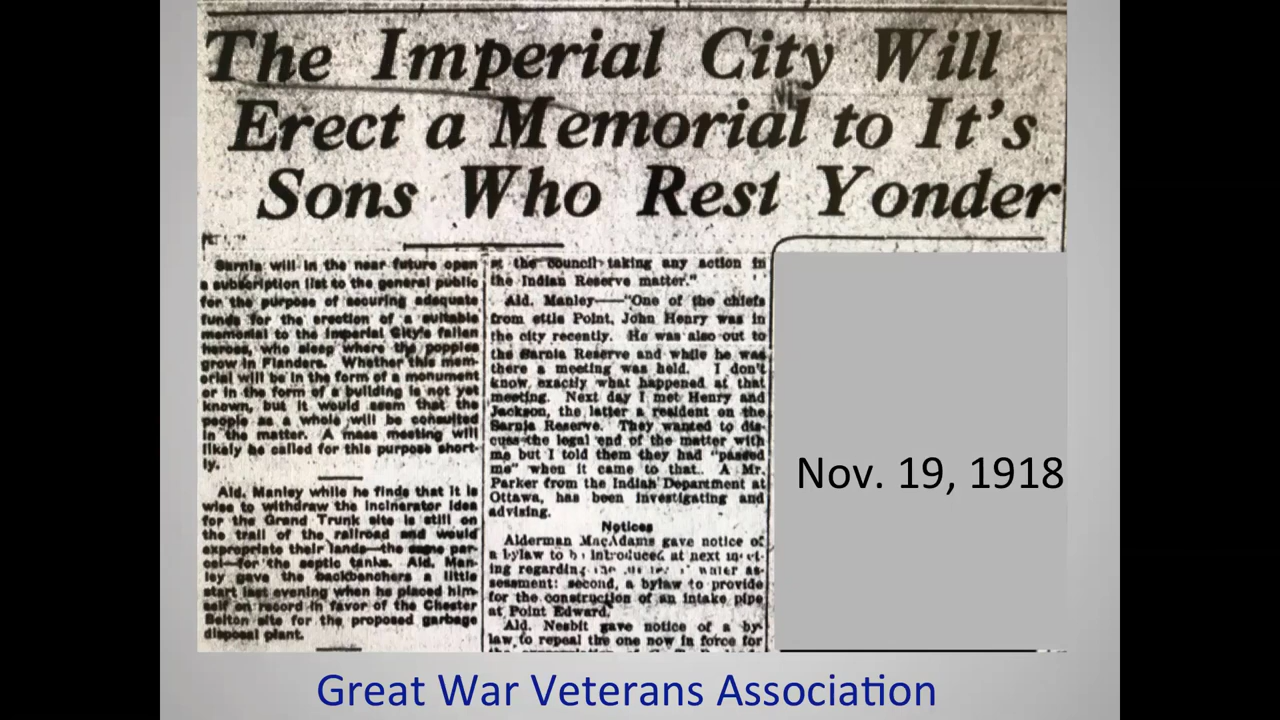 The Imperial City Will
Erect a Memorial to It's
Sons Who Rest Yonder
Sarnia will in the near future open
a subscription list to the general public
for the purpose of securing adequate
funds for the erection of a suitable
memorial to the Imperial City's fallen
heroes, who sleep where the poppies
grow in Flanders. Whether this mem-
orial will be in the form of a monument
or in the form of a building is not yet
known, but it would seem that the
people as a whole will be consulted
in the matter. A mass meeting will
likely be called for this purpose short-
ly.
Ald. Manley while he finds that it is
wise to withdraw the incinerator idea
for the Grand Trunk site is still on
the trail of the railroad and would
expropriate their lands—the same par-
cel—for the septic tanks. Ald. Man-
ley gave the backbenchers a little
start last evening when he placed him-
self on record in favor of the Chester
Belton site for the proposed garbage
disposal plant.
at the council taking any action in
the Indian Reserve matter."
Ald. Manley—"One of the chiefs
from ettle Point, John Henry was in
the city recently. He was also out to
the Sarnia Reserve and while he was
there a meeting was held. I don't
know exactly what happened at that
meeting. Next day I met Henry and
Jackson, the latter a resident on the
Sarnia Reserve. They wanted to dis-
cuss the legal end of the matter with
me but I told them they had "passed
me" when it came to that. A Mr.
Parker from the Indian Department at
Ottawa, has been investigating and
advising.
Notices
Alderman MacAdams gave notice of
a bylaw to be introduced at next meet-
ing regarding water as-
sessment: second, a bylaw to provide
for the construction of an intake pipe
at Point Edward.
Ald. Nesbit gave notice of a by-
law to repeal the one now in force for
Nov. 19, 1918
Great War Veterans Association